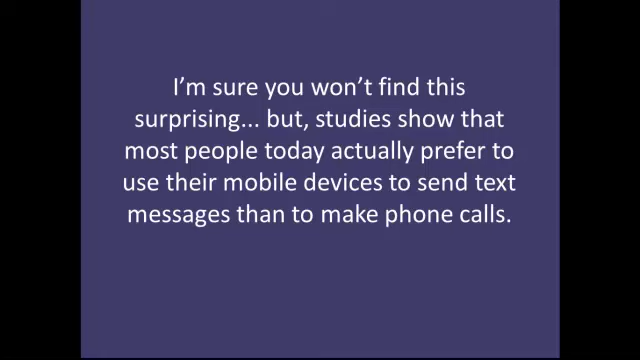 I’m sure you won’t find this
surprising... but, studies show that
most people today actually prefer to
use their mobile devices to send text
messages than to make phone calls.